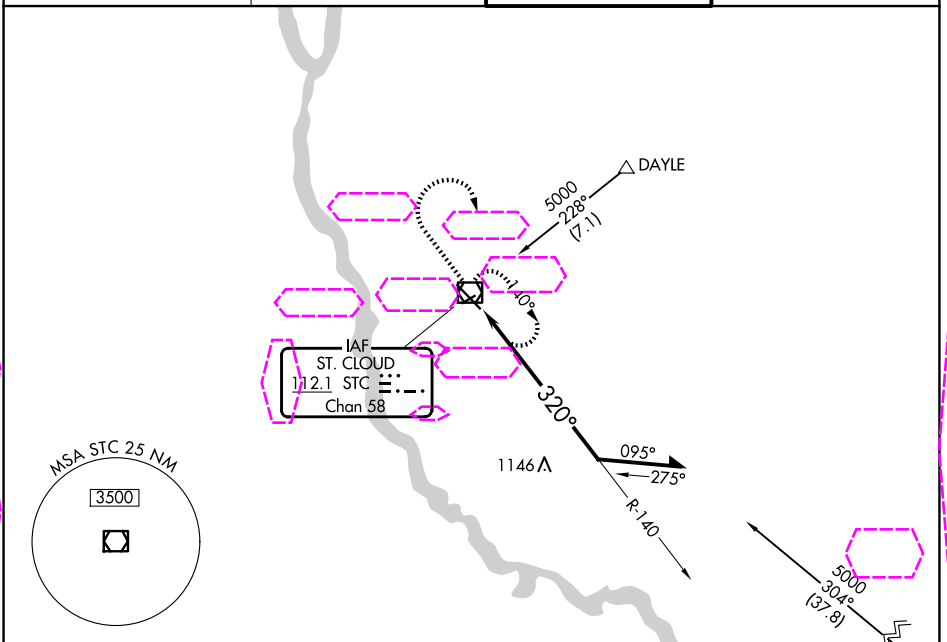 DAYLE
5000
228°
(7.1)
140°
IAF
ST. CLOUD
112.1 STC
Chan 58
320°
MSA STC 25 NM
3500
1146
095°
275°
R-140
5000
304°
(37.8)